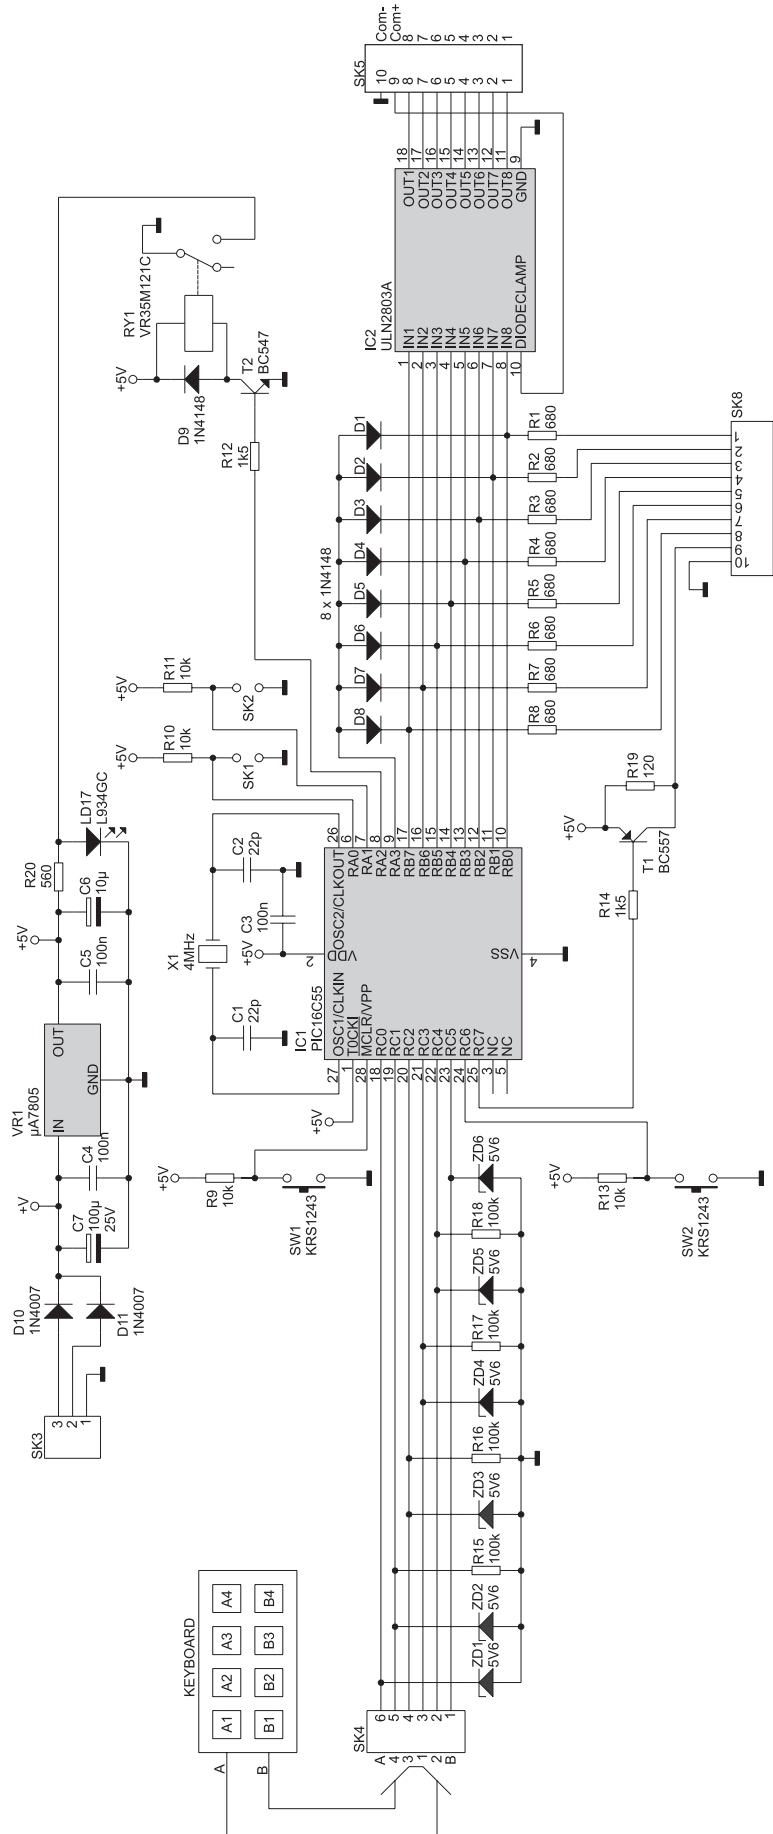 SK3
3
2
1
D10
1N4007
D11
1N4007
C7
100µ
25V
+V
C4
100n
VR1
µA7805
IN
OUT
GND
C5
100n
+5V
C6
10µ
R20
560
LD17
L934GC
+5V
D9
1N4148
RY1
VR35M121C
T2
BC547
R12
1k5
+5V
R10
10k
SK1
+5V
R11
10k
SK2
X1
4MHz
C1
22p
C2
22p
C3
100n
+5V
KEYBOARD
A1
A2
A3
A4
B1
B2
B3
B4
A
B
SK4
A
4
3
1
2
B
6
5
4
3
2
1
ZD1
5V6
ZD2
5V6
R15
100k
ZD3
5V6
R16
100k
ZD4
5V6
R17
100k
ZD5
5V6
R18
100k
ZD6
5V6
+5V
R9
10k
SW1
KRS1243
+5V
IC1
PIC16C55
27 OSC1/CLKIN
1 T0CKI
28 MCLR/VPP
18 RC0
19 RC1
20 RC2
21 RC3
22 RC4
23 RC5
24 RC6
25 RC7
3 NC
5 NC
2 VDD
4 VSS
OSC2/CLKOUT 26
RA0 6
RA1 7
RA2 8
RA3 9
RB7 17
RB6 16
RB5 15
RB4 14
RB3 13
RB2 12
RB1 11
RB0 10
+5V
R13
10k
SW2
KRS1243
R14
1k5
T1
BC557
+5V
R19
120
8 x 1N4148
D8
D7
D6
D5
D4
D3
D2
D1
R8
680
R7
680
R6
680
R5
680
R4
680
R3
680
R2
680
R1
680
SK8
10
9
8
7
6
5
4
3
2
1
IC2
ULN2803A
1 IN1
2 IN2
3 IN3
4 IN4
5 IN5
6 IN6
7 IN7
8 IN8
10 DIODECLAMP
OUT1 18
OUT2 17
OUT3 16
OUT4 15
OUT5 14
OUT6 13
OUT7 12
OUT8 11
GND 9
SK5
10 Com-
9 Com+
8 8
7 7
6 6
5 5
4 4
3 3
2 2
1 1